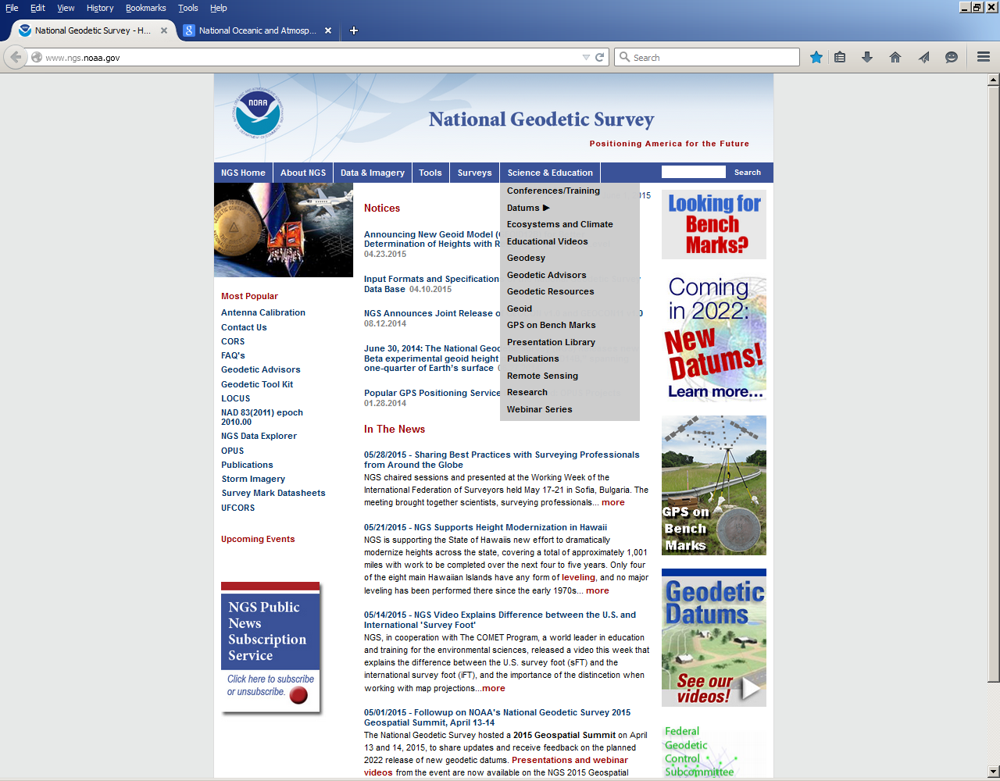 File Edit View History Bookmarks Tools Help
National Geodetic Survey - H...
National Oceanic and Atmosp...
www.ngs.noaa.gov
Search
NOAA
National Geodetic Survey
Positioning America for the Future
NGS Home
About NGS
Data & Imagery
Tools
Surveys
Science & Education
Search
Conferences/Training
Datums ▶
Ecosystems and Climate
Educational Videos
Geodesy
Geodetic Advisors
Geodetic Resources
Geoid
GPS on Bench Marks
Presentation Library
Publications
Remote Sensing
Research
Webinar Series
Most Popular
Antenna Calibration
Contact Us
CORS
FAQ's
Geodetic Advisors
Geodetic Tool Kit
LOCUS
NAD 83(2011) epoch
2010.00
NGS Data Explorer
OPUS
Publications
Storm Imagery
Survey Mark Datasheets
UFCORS
Upcoming Events
NGS Public
News
Subscription
Service
Click here to subscribe
or unsubscribe.
2015
Notices
Announcing New Geoid Model (
Determination of Heights with R
04.23.2015
Input Formats and Specification
Data Base 04.10.2015
NGS Announces Joint Release o
08.12.2014
June 30, 2014: The National Geo
Beta experimental geoid height
one-quarter of Earth's surface
Popular GPS Positioning Service
01.28.2014
In The News
05/28/2015 - Sharing Best Practices with Surveying Professionals
from Around the Globe
NGS chaired sessions and presented at the Working Week of the
International Federation of Surveyors held May 17-21 in Sofia, Bulgaria. The
meeting brought together scientists, surveying professionals... more
05/21/2015 - NGS Supports Height Modernization in Hawaii
NGS is supporting the State of Hawaiis new effort to dramatically
modernize heights across the state, covering a total of approximately 1,001
miles with work to be completed over the next four to five years. Only four
of the eight main Hawaiian Islands have any form of leveling, and no major
leveling has been performed there since the early 1970s... more
05/14/2015 - NGS Video Explains Difference between the U.S. and
International 'Survey Foot'
NGS, in cooperation with The COMET Program, a world leader in education
and training for the environmental sciences, released a video this week that
explains the difference between the U.S. survey foot (sFT) and the
international survey foot (iFT), and the importance of the distincetion when
working with map projections...more
05/01/2015 - Followup on NOAA's National Geodetic Survey 2015
Geospatial Summit, April 13-14
The National Geodetic Survey hosted a 2015 Geospatial Summit on April
13 and 14, 2015, to share updates and receive feedback on the planned
2022 release of new geodetic datums. Presentations and webinar
videos from the event are now available on the NGS 2015 Geospatial
Looking for
Bench
Marks?
Coming
in 2022:
New
Datums!
Learn more...
GPS on
Bench
Marks
Geodetic
Datums
See our
videos!
Federal
Geodetic
Control
Subcommittee